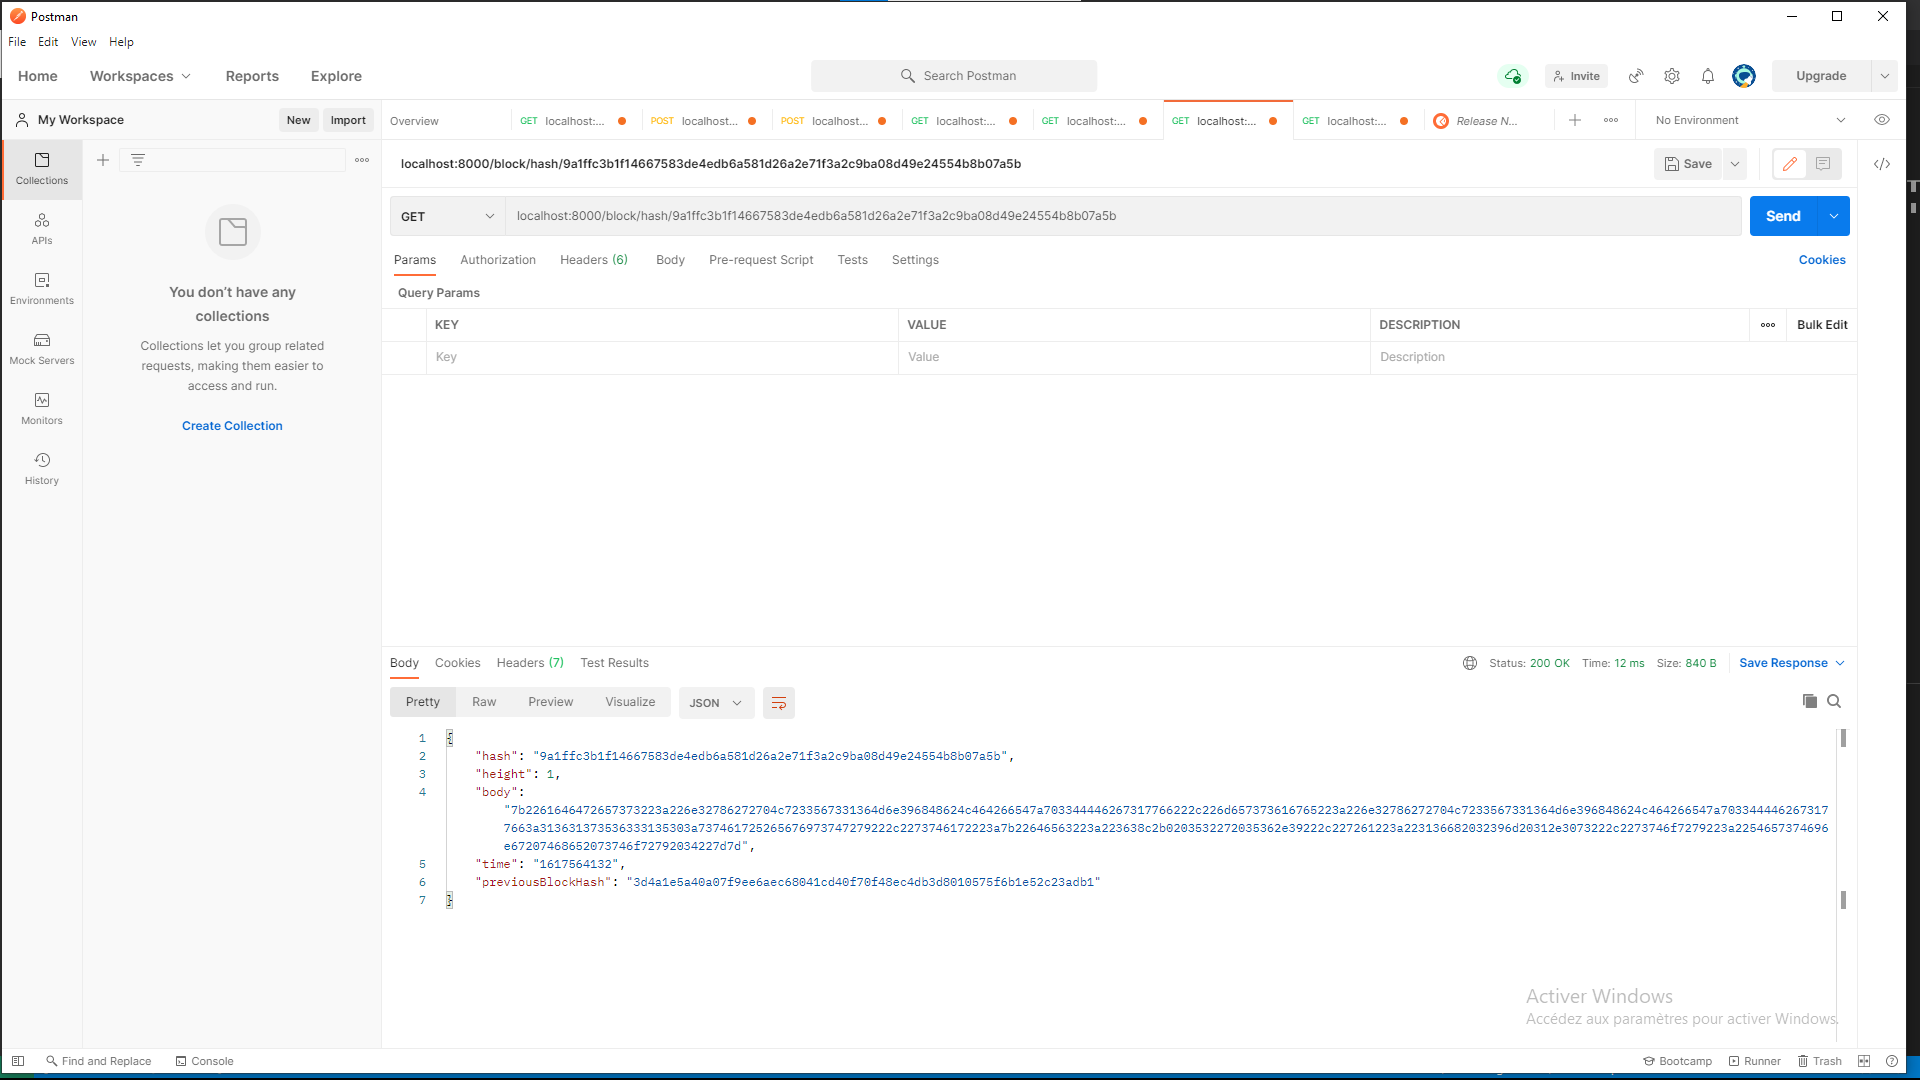 Postman
File Edit View Help
Home Workspaces Reports Explore
Search Postman
Invite
Upgrade
My Workspace
New Import
Overview
GET localhost:...
POST localhost...
POST localhost...
GET localhost:...
GET localhost:...
GET localhost:...
GET localhost:...
Release N...
No Environment
Collections
APIs
Environments
Mock Servers
Monitors
History
You don't have any
collections
Collections let you group related
requests, making them easier to
access and run.
Create Collection
localhost:8000/block/hash/9a1ffc3b1f14667583de4edb6a581d26a2e71f3a2c9ba08d49e24554b8b07a5b
Save
GET localhost:8000/block/hash/9a1ffc3b1f14667583de4edb6a581d26a2e71f3a2c9ba08d49e24554b8b07a5b
Send
Params Authorization Headers (6) Body Pre-request Script Tests Settings
Cookies
Query Params
KEY VALUE DESCRIPTION Bulk Edit
Key Value Description
Body Cookies Headers (7) Test Results
Status: 200 OK Time: 12 ms Size: 840 B
Save Response
Pretty Raw Preview Visualize JSON
1 {
2 "hash": "9a1ffc3b1f14667583de4edb6a581d26a2e71f3a2c9ba08d49e24554b8b07a5b",
3 "height": 1,
4 "body":
5 "time": "1617564132",
6 "previousBlockHash": "3d4a1e5a40a07f9ee6aec68041cd40f70f48ec4db3d8010575f6b1e52c23adb1"
7 }
Activer Windows
Accédez aux paramètres pour activer Windows.
Find and Replace Console
Bootcamp Runner Trash